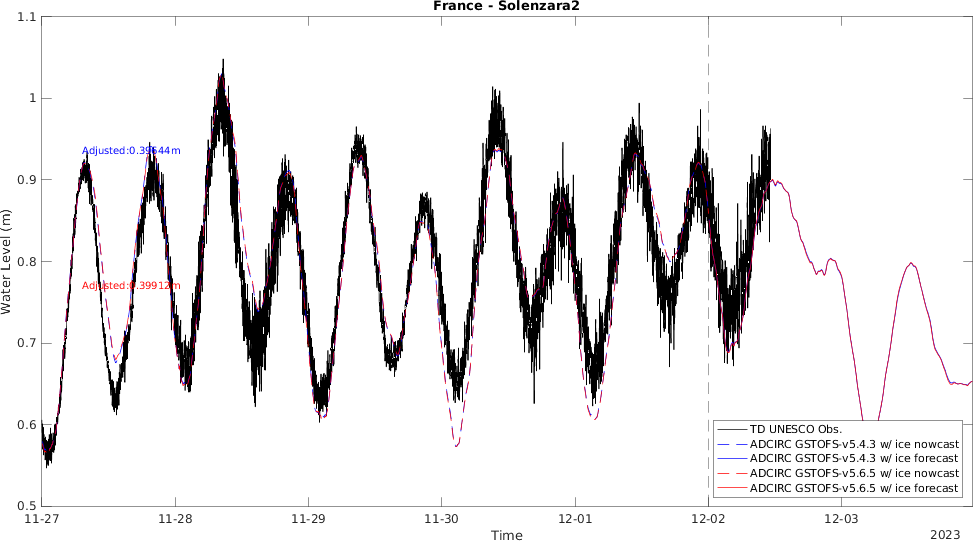 France - Solenzara2
1.1
1
0.9
0.8
0.7
0.6
0.5
Water Level (m)
Adjusted:0.39644m
Adjusted:0.39912m
TD UNESCO Obs.
ADCIRC GSTOFS-v5.4.3 w/ ice nowcast
ADCIRC GSTOFS-v5.4.3 w/ ice forecast
ADCIRC GSTOFS-v5.6.5 w/ ice nowcast
ADCIRC GSTOFS-v5.6.5 w/ ice forecast
11-27 11-28 11-29 11-30 12-01 12-02 12-03
Time
2023